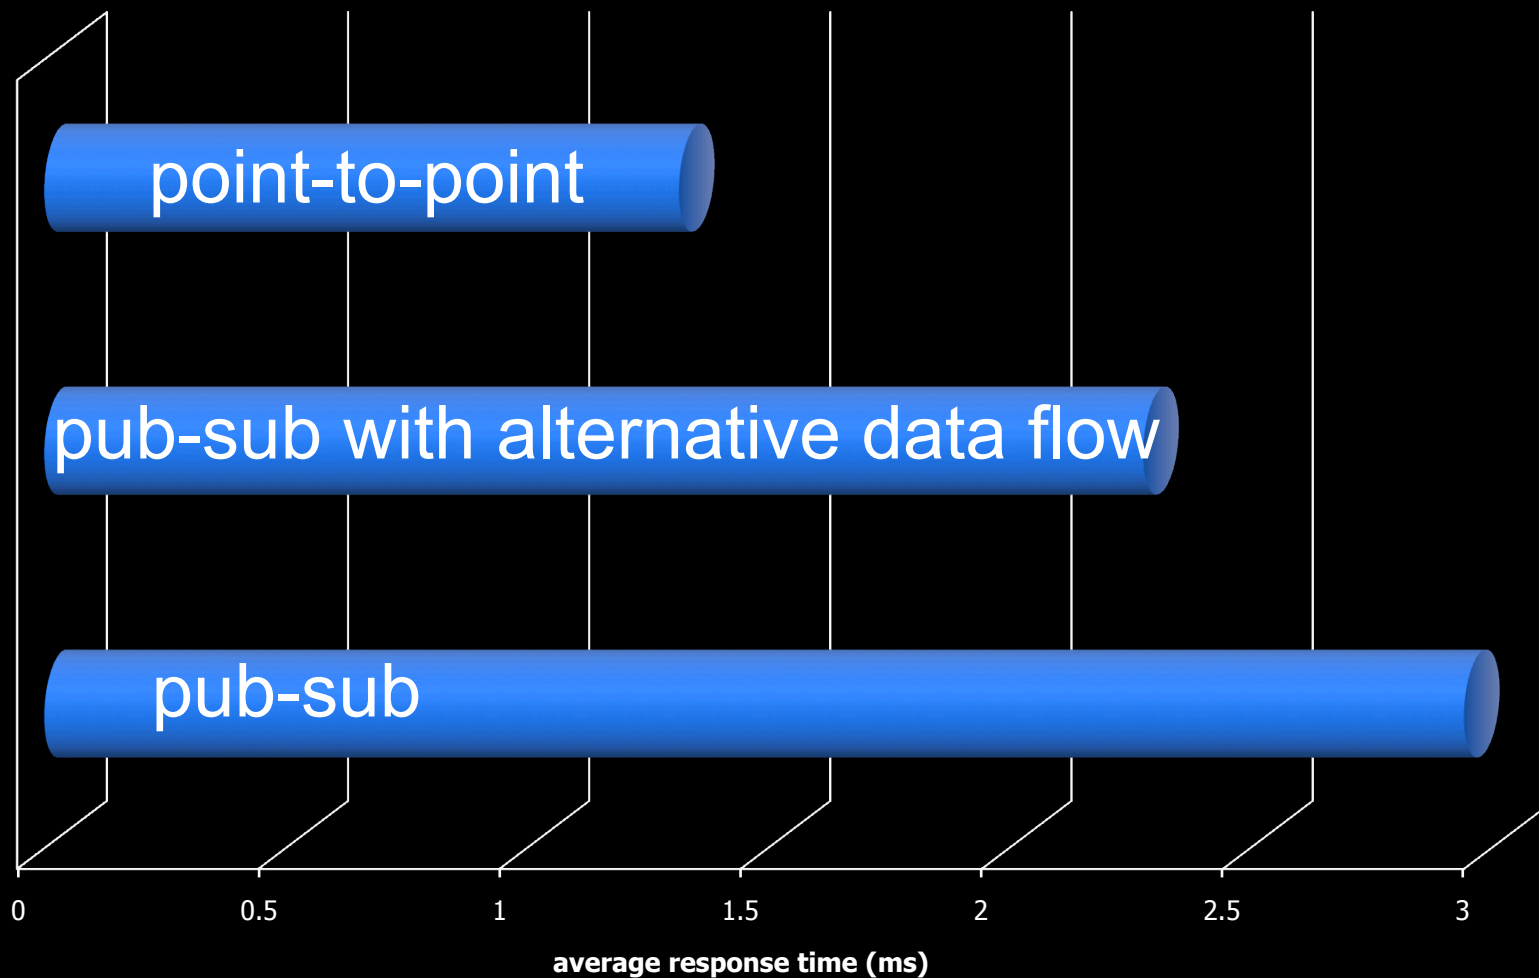 point-to-point
pub-sub with alternative data flow
pub-sub
0 0.5 1 1.5 2 2.5 3
average response time (ms)